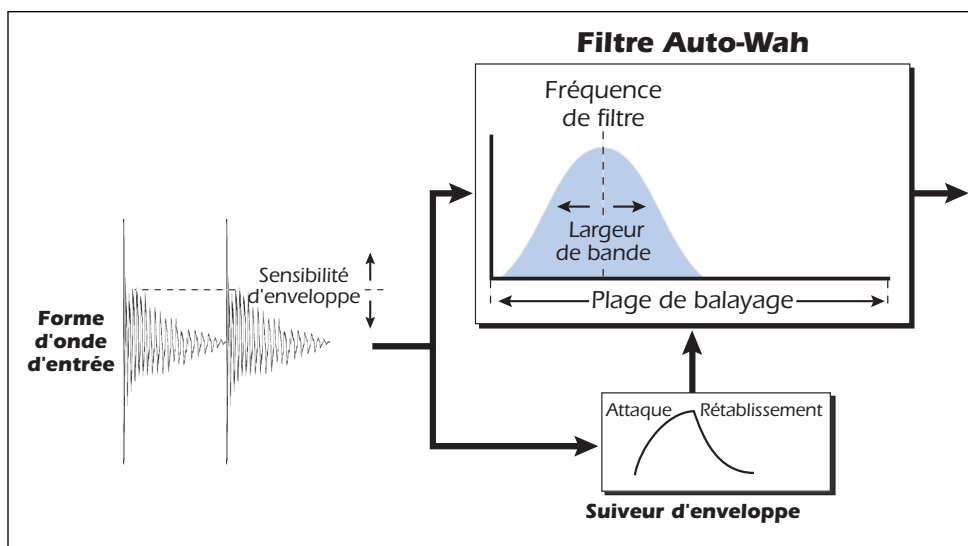 Filtre Auto-Wah
Fréquence
de filtre
Largeur
de bande
Plage de balayage
Sensibilité
d'enveloppe
Forme
d'onde
d'entrée
Attaque Rétablissement
Suiveur d'enveloppe